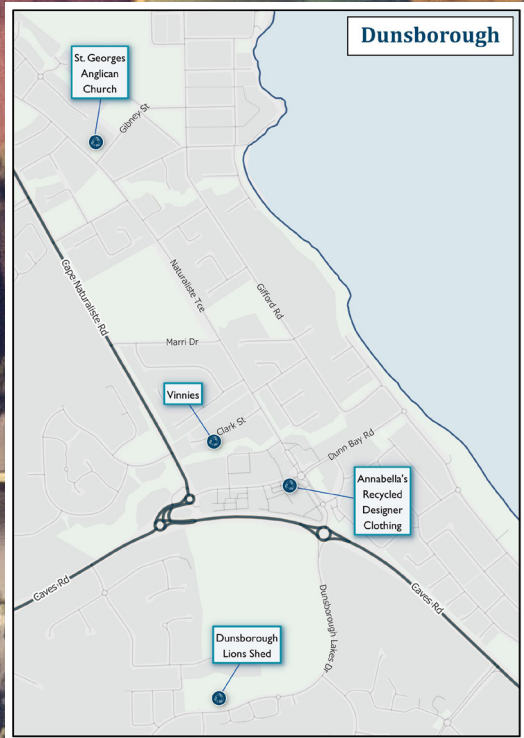 Dunsborough
St. Georges
Anglican
Church
Gibney St
Cape Naturaliste Rd
Naturaliste Tce
Gifford Rd
Marri Dr
Vinnies
Clark St
Dunn Bay Rd
Annabella's
Recycled
Designer
Clothing
Caves Rd
Caves Rd
Dunsborough Lakes Dr
Dunsborough
Lions Shed